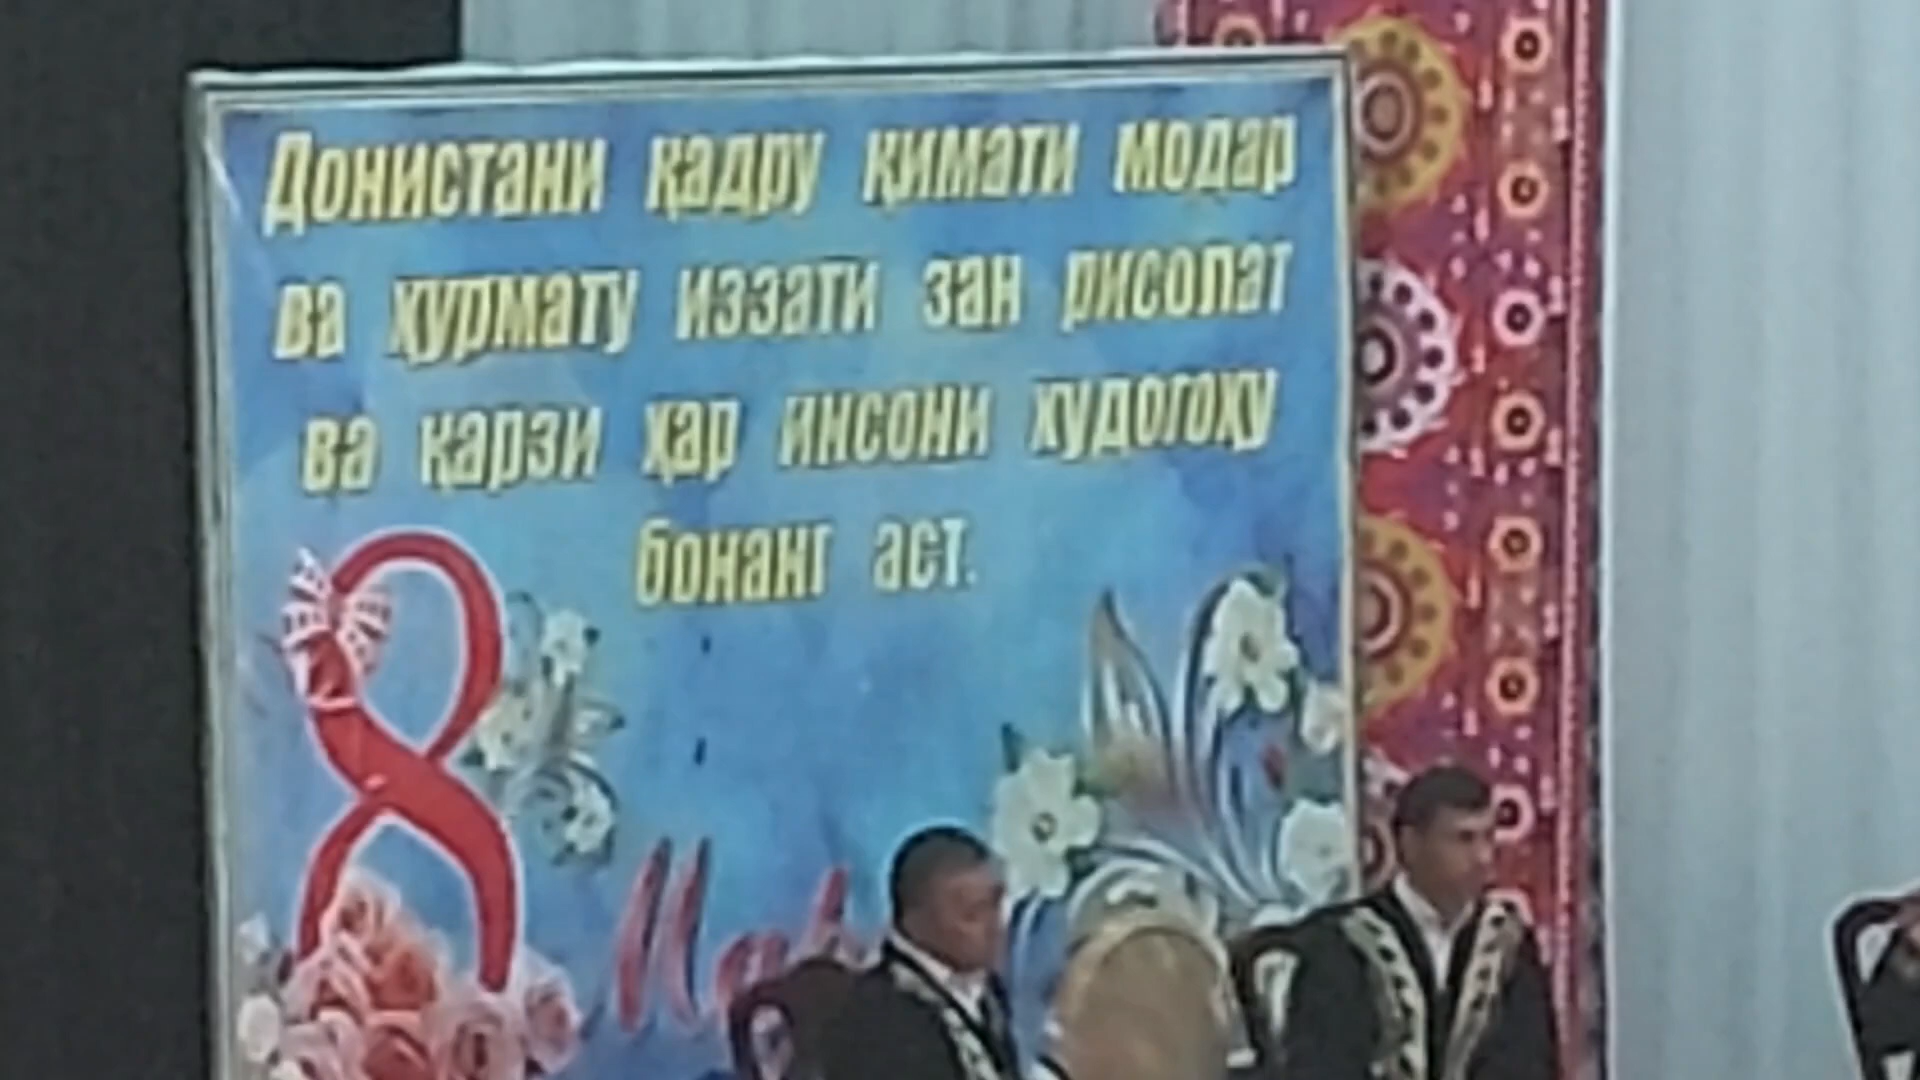 Донистани қадру қимати модар
ва ҳурмату иззати зан рисолат
ва қарзи ҳар инсони худогоҳу
бонанг аст.
8